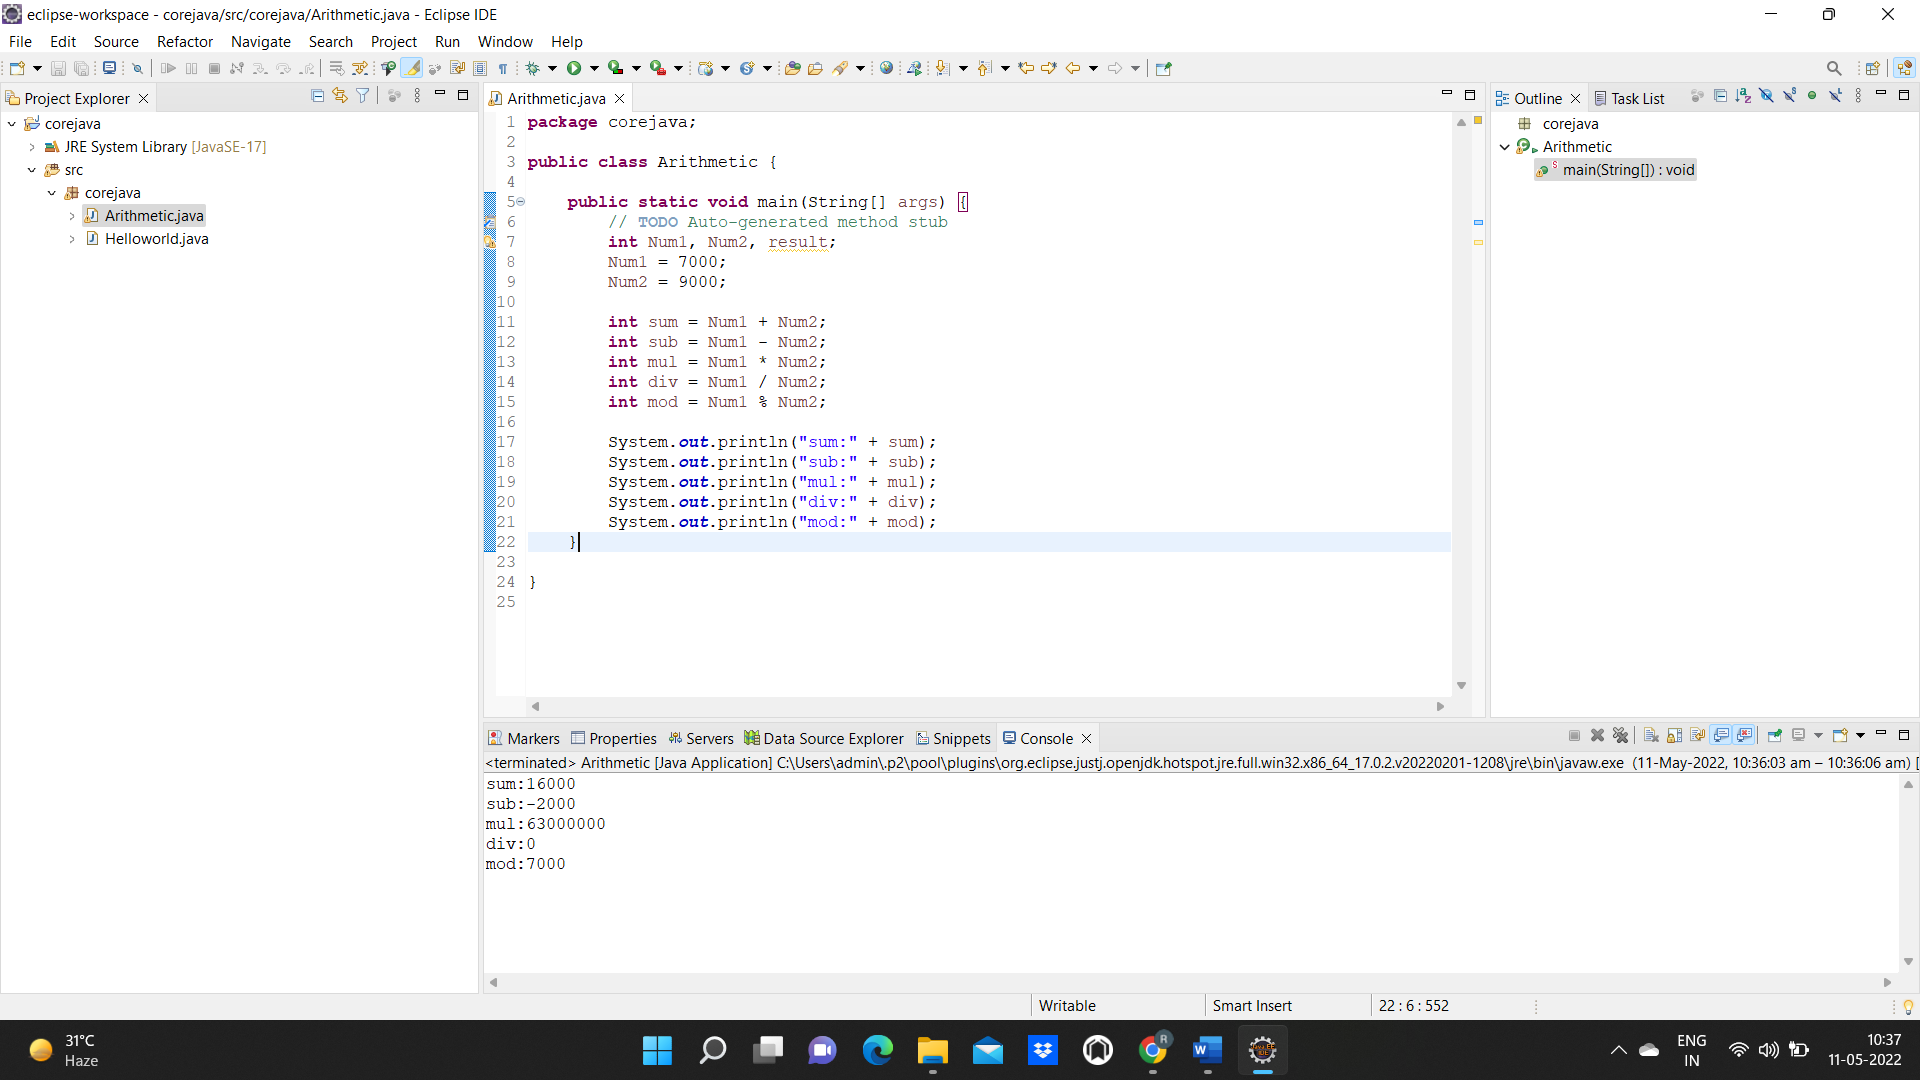 eclipse-workspace - corejava/src/corejava/Arithmetic.java - Eclipse IDE
File Edit Source Refactor Navigate Search Project Run Window Help
Project Explorer
corejava
JRE System Library [JavaSE-17]
src
corejava
Arithmetic.java
Helloworld.java
Arithmetic.java
1 package corejava;
2
3 public class Arithmetic {
4
5 public static void main(String[] args) {
6 // TODO Auto-generated method stub
7 int Num1, Num2, result;
8 Num1 = 7000;
9 Num2 = 9000;
10
11 int sum = Num1 + Num2;
12 int sub = Num1 - Num2;
13 int mul = Num1 * Num2;
14 int div = Num1 / Num2;
15 int mod = Num1 % Num2;
16
17 System.out.println("sum:" + sum);
18 System.out.println("sub:" + sub);
19 System.out.println("mul:" + mul);
20 System.out.println("div:" + div);
21 System.out.println("mod:" + mod);
22 }
23
24 }
25
Outline Task List
corejava
Arithmetic
main(String[]) : void
Markers Properties Servers Data Source Explorer Snippets Console
<terminated> Arithmetic [Java Application] C:\Users\admin\.p2\pool\plugins\org.eclipse.justj.openjdk.hotspot.jre.full.win32.x86_64_17.0.2.v20220201-1208\jre\bin\javaw.exe (11-May-2022, 10:36:03 am – 10:36:06 am) [
sum:16000
sub:-2000
mul:63000000
div:0
mod:7000
Writable Smart Insert 22 : 6 : 552
31°C
Haze
ENG
IN
10:37
11-05-2022